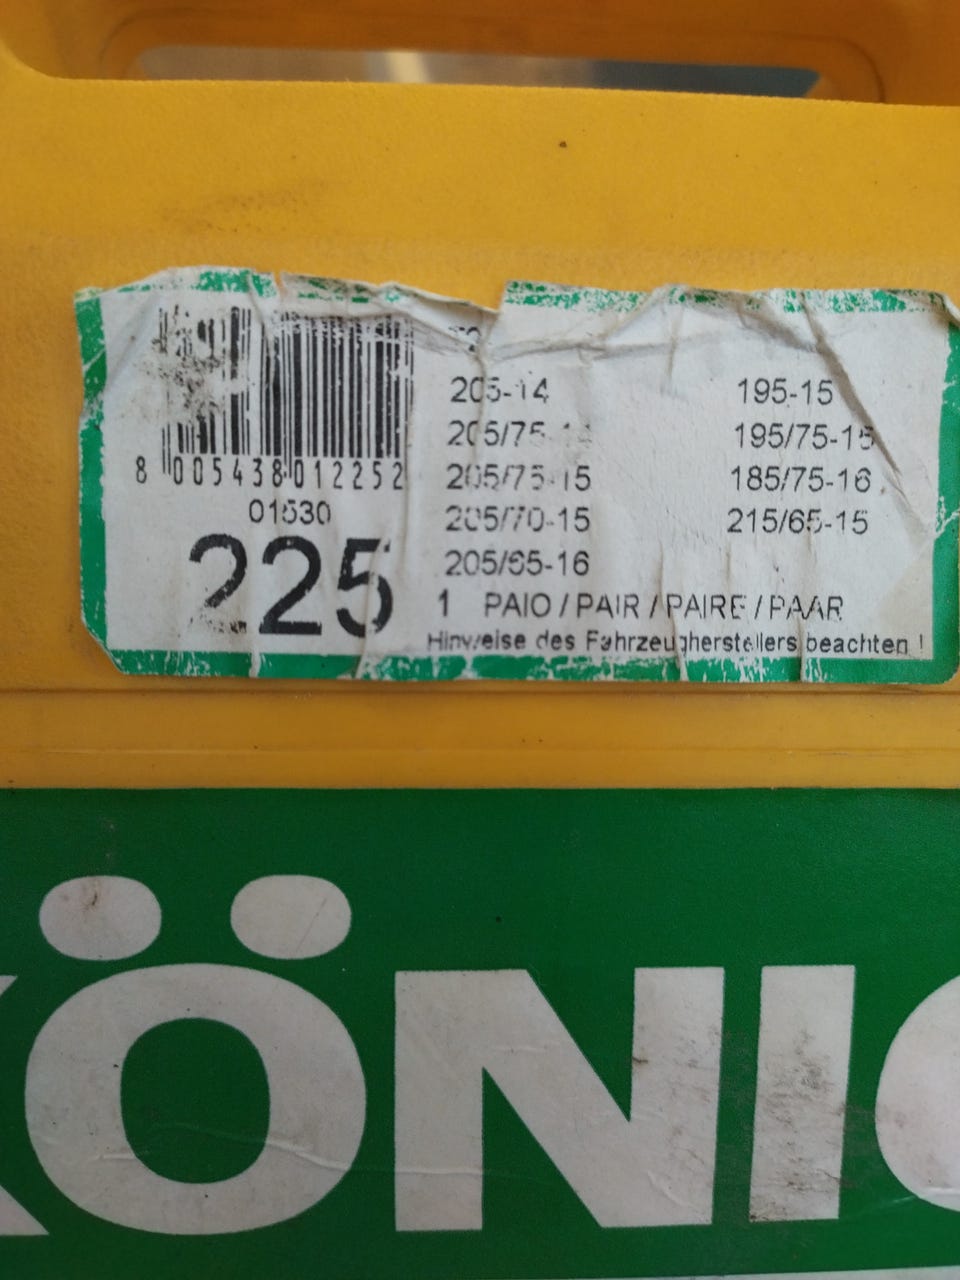 205-14 195-15
205/75-14 195/75-15
205/75-15 185/75-16
205/70-15 215/65-15
205/65-16
8 005438 012252
01530
225
1 PAIO / PAIR / PAIRE / PAAR
Hinweise des Fahrzeugherstellers beachten !
KÖNIG